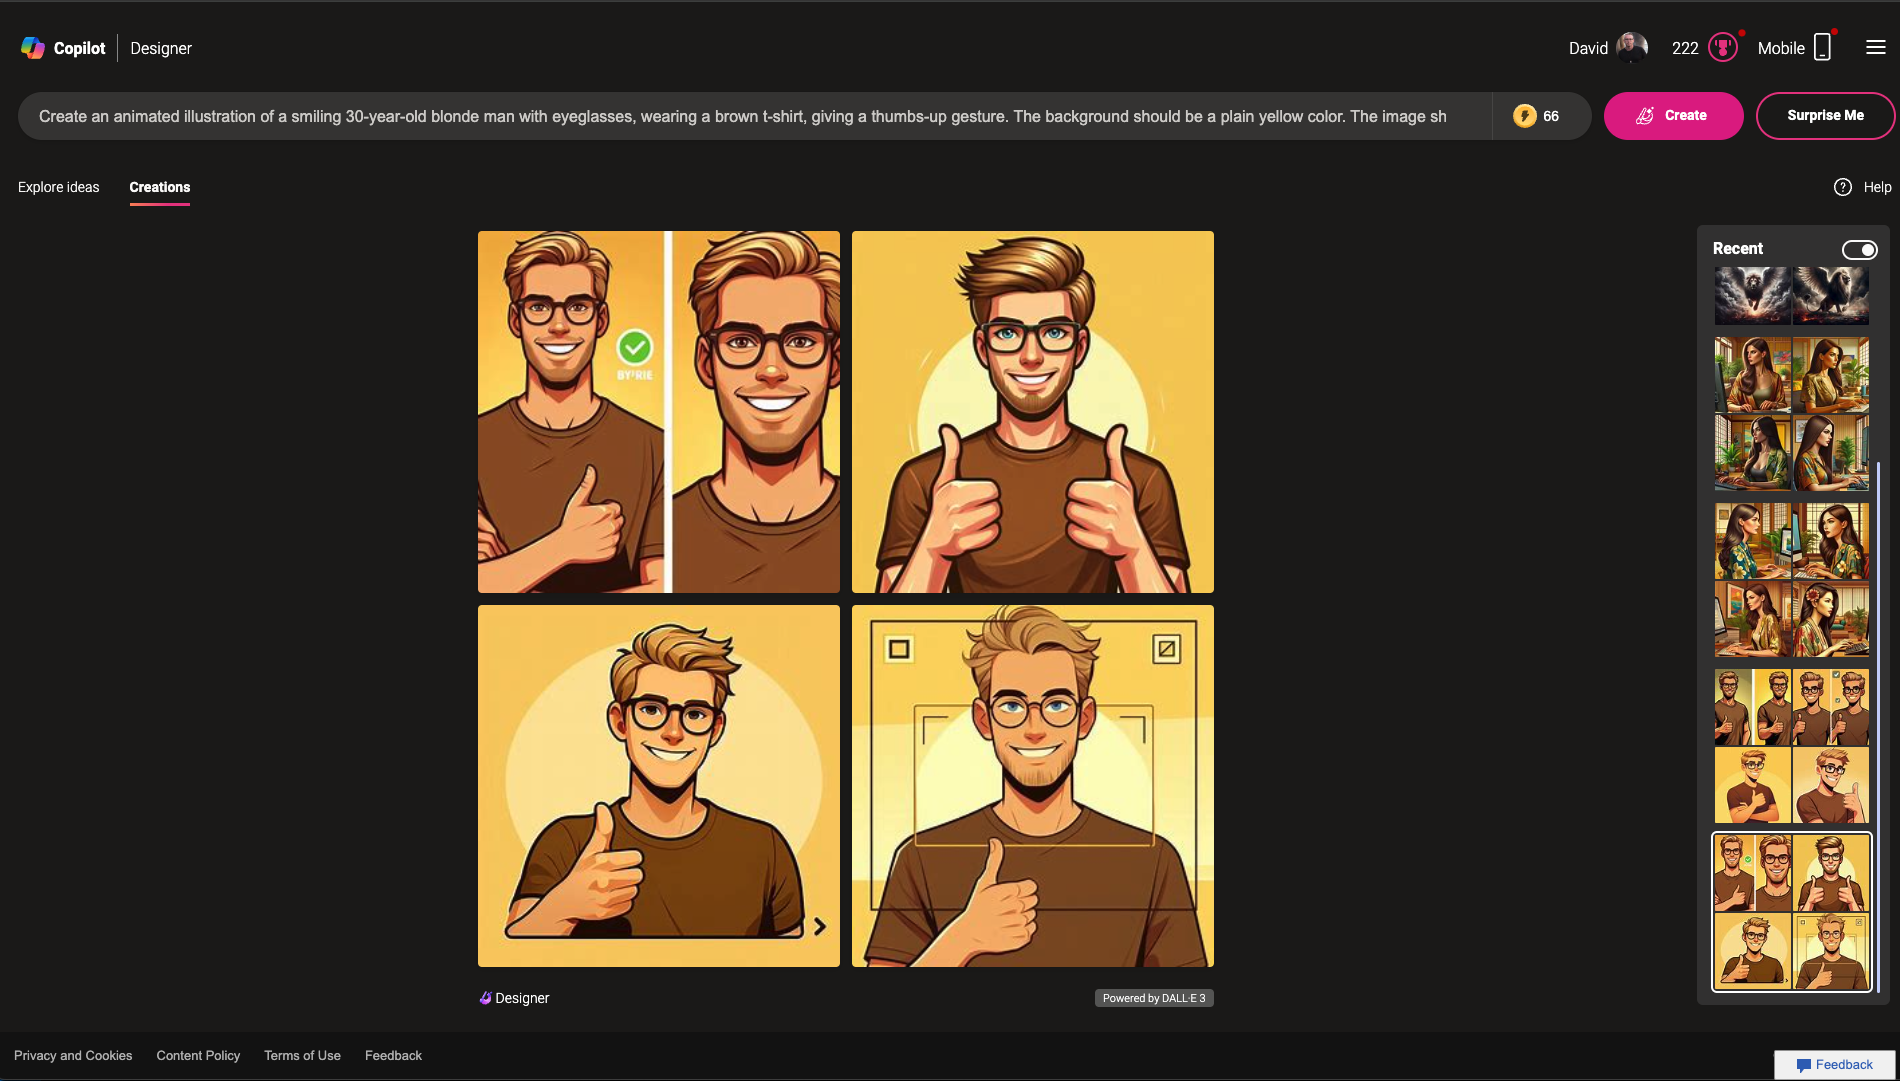 Copilot
Designer
David
222
Mobile
Create an animated illustration of a smiling 30-year-old blonde man with eyeglasses, wearing a brown t-shirt, giving a thumbs-up gesture. The background should be a plain yellow color. The image sh
66
Create
Surprise Me
Explore ideas
Creations
Help
Recent
BY!RIE
Designer
Powered by DALL·E 3
Privacy and Cookies
Content Policy
Terms of Use
Feedback
Feedback